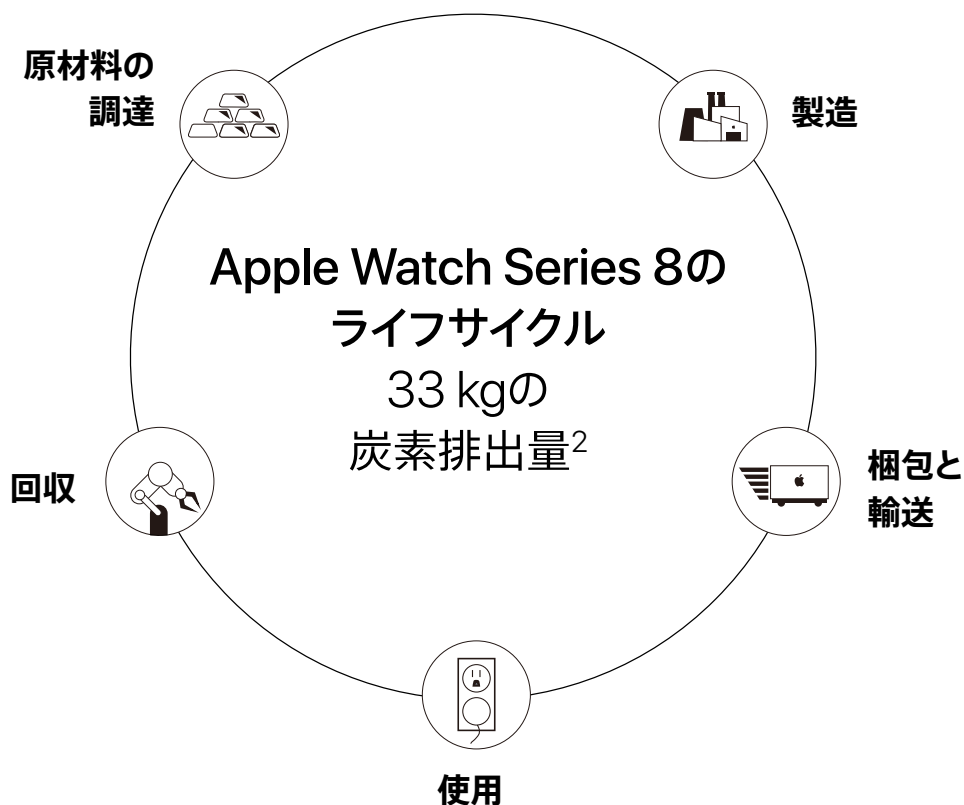 原材料の
調達
製造
Apple Watch Series 8の
ライフサイクル
33 kgの
炭素排出量2
回収
梱包と
輸送
使用